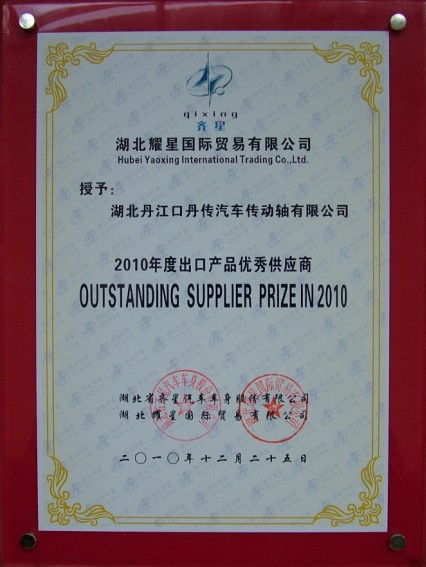 qixing
齐星
湖北耀星国际贸易有限公司
Hubei Yaoxing International Trading Co.,Ltd.
授予:
湖北丹江口丹传汽车传动轴有限公司
2010年度出口产品优秀供应商
OUTSTANDING SUPPLIER PRIZE IN 2010
湖北省齐星汽车车身股份有限公司
湖北耀星国际贸易有限公司
二〇一〇年十二月二十五日